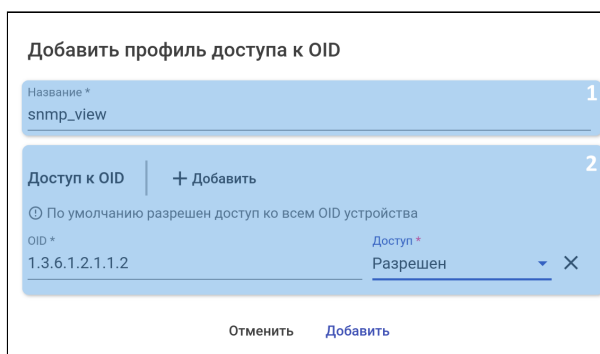 Добавить профиль доступа к OID
Название *
1
snmp_view
2
Доступ к OID
+ Добавить
По умолчанию разрешен доступ ко всем OID устройства
OID * Доступ *
1.3.6.1.2.1.1.2 Разрешен
Отменить Добавить